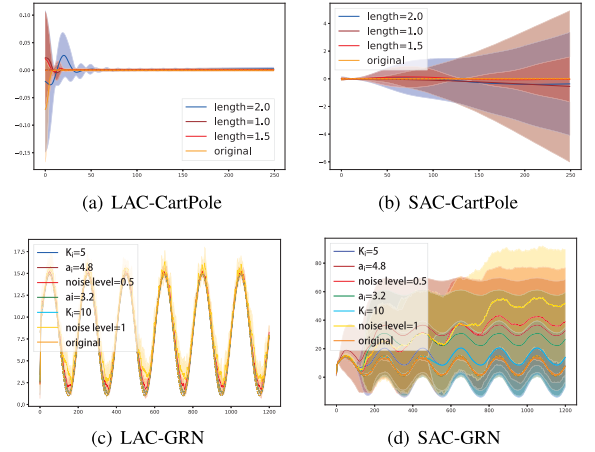 0.10
0.05
0.00
−0.05
−0.10
−0.15
0
50
100
150
200
250
length=2.0
length=1.0
length=1.5
original
(a) LAC-CartPole
4
2
0
−2
−4
−6
0
50
100
150
200
250
length=2.0
length=1.0
length=1.5
original
(b) SAC-CartPole
17.5
15.0
12.5
10.0
7.5
5.0
2.5
0.0
0
200
400
600
800
1000
1200
Ki=5
ai=4.8
noise level=0.5
ai=3.2
Ki=10
noise level=1
original
(c) LAC-GRN
80
60
40
20
0
0
200
400
600
800
1000
1200
Ki=5
ai=4.8
noise level=0.5
ai=3.2
Ki=10
noise level=1
original
(d) SAC-GRN